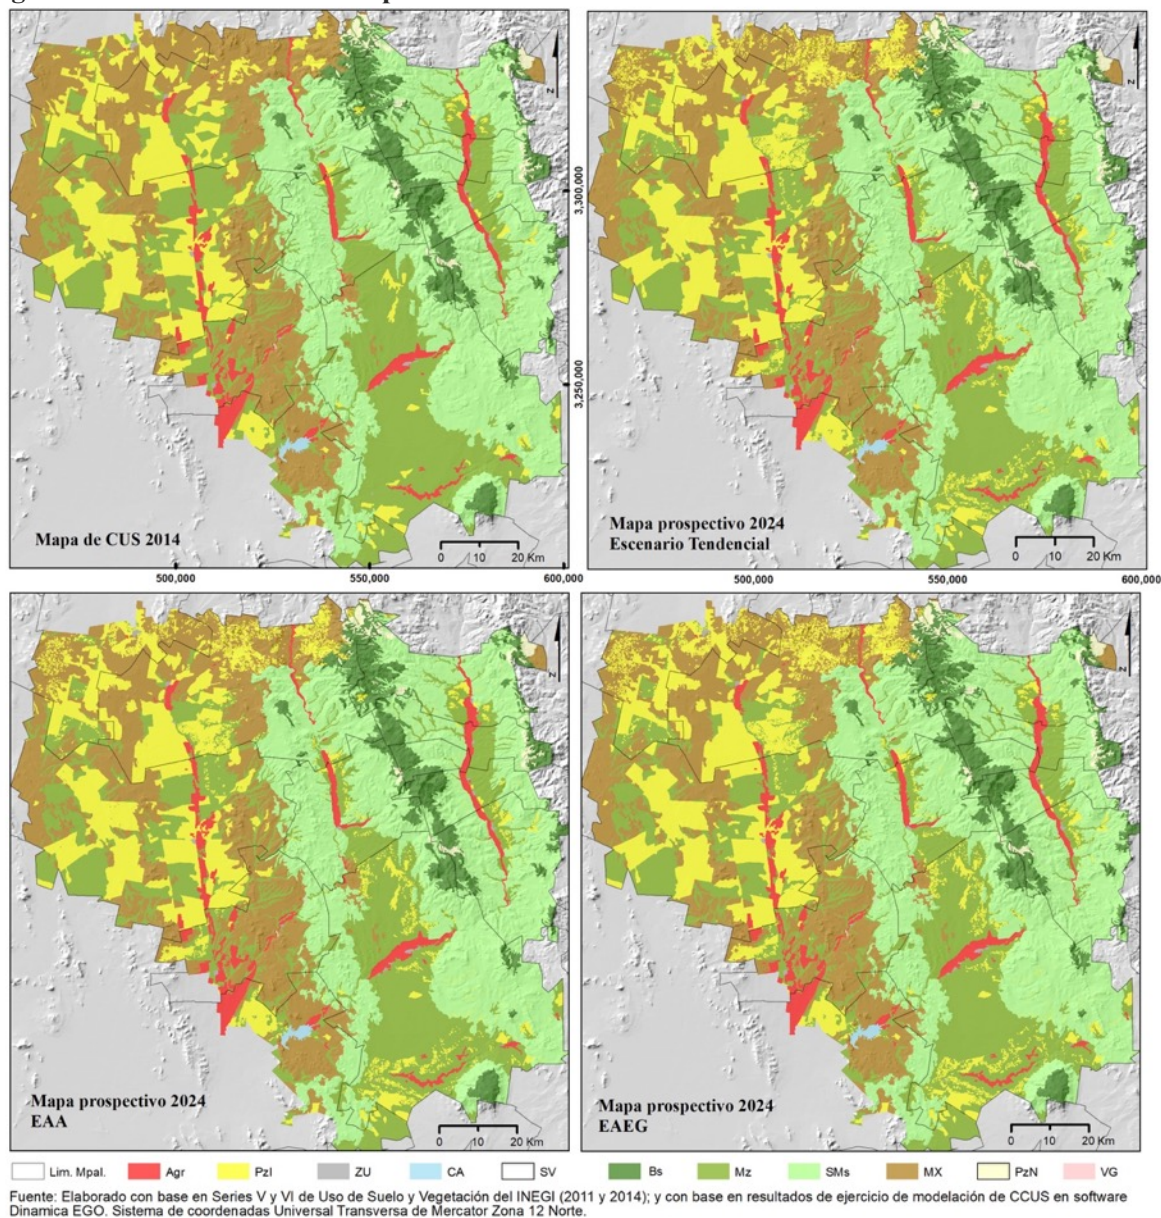 Mapa de CUS 2014
0 10 20 Km
Z
3,300,000
3,250,000
500,000 550,000 600,000
Mapa prospectivo 2024
Escenario Tendencial
0 10 20 Km
Z
500,000 550,000 600,000
Mapa prospectivo 2024
EAA
0 10 20 Km
Z
Mapa prospectivo 2024
EAEG
0 10 20 Km
Z
Lim. Mpal. Agr PzI ZU CA SV Bs Mz SMs MX PzN VG
Fuente: Elaborado con base en Series V y VI de Uso de Suelo y Vegetación del INEGI (2011 y 2014); y con base en resultados de ejercicio de modelación de CCUS en software
Dinamica EGO. Sistema de coordenadas Universal Transversa de Mercator Zona 12 Norte.